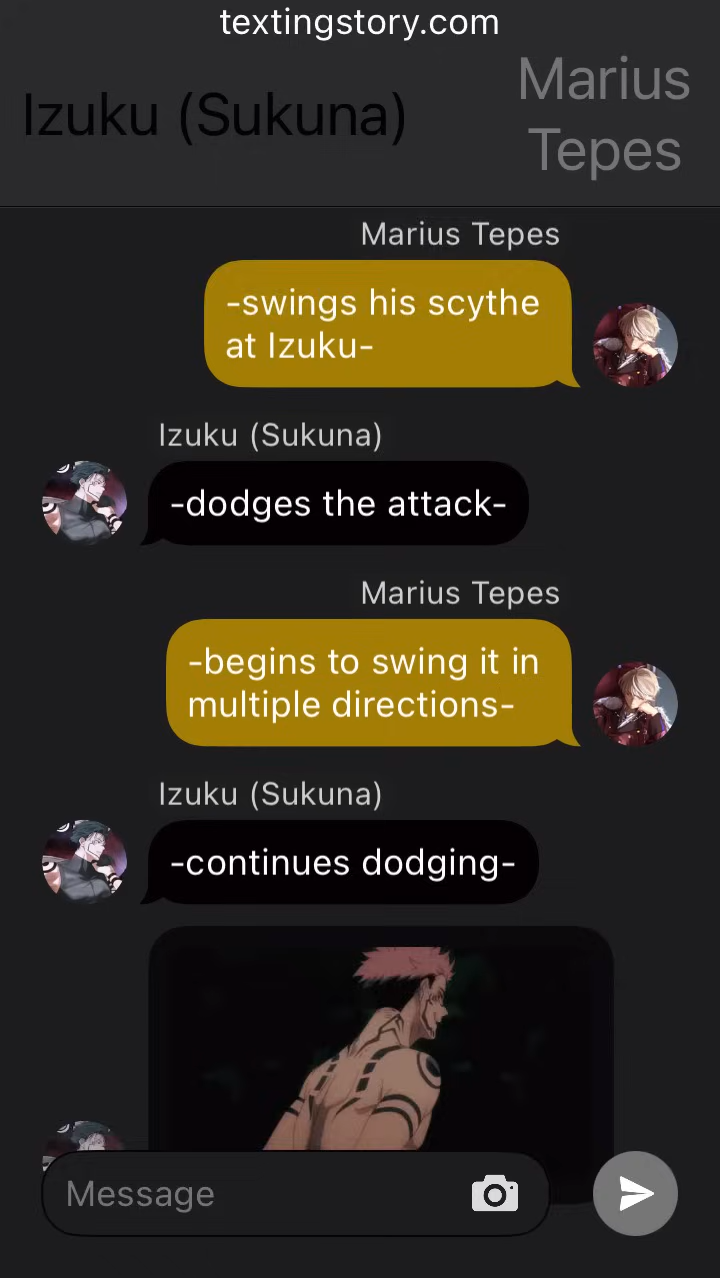 textingstory.com
Izuku (Sukuna)
Marius
Tepes
Marius Tepes
-swings his scythe
at Izuku-
Izuku (Sukuna)
-dodges the attack-
Marius Tepes
-begins to swing it in
multiple directions-
Izuku (Sukuna)
-continues dodging-
Message